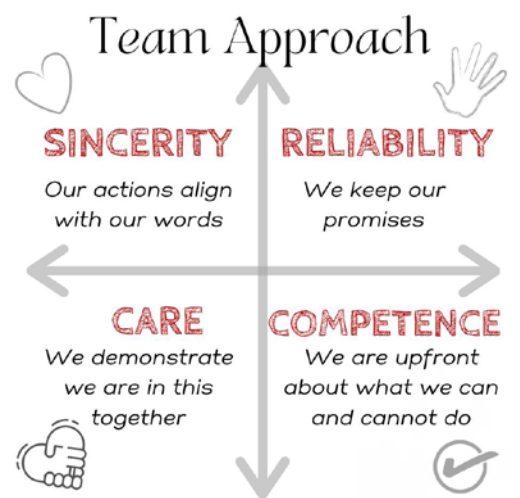 Team Approach
SINCERITY
Our actions align
with our words
RELIABILITY
We keep our
promises
CARE
We demonstrate
we are in this
together
COMPETENCE
We are upfront
about what we can
and cannot do